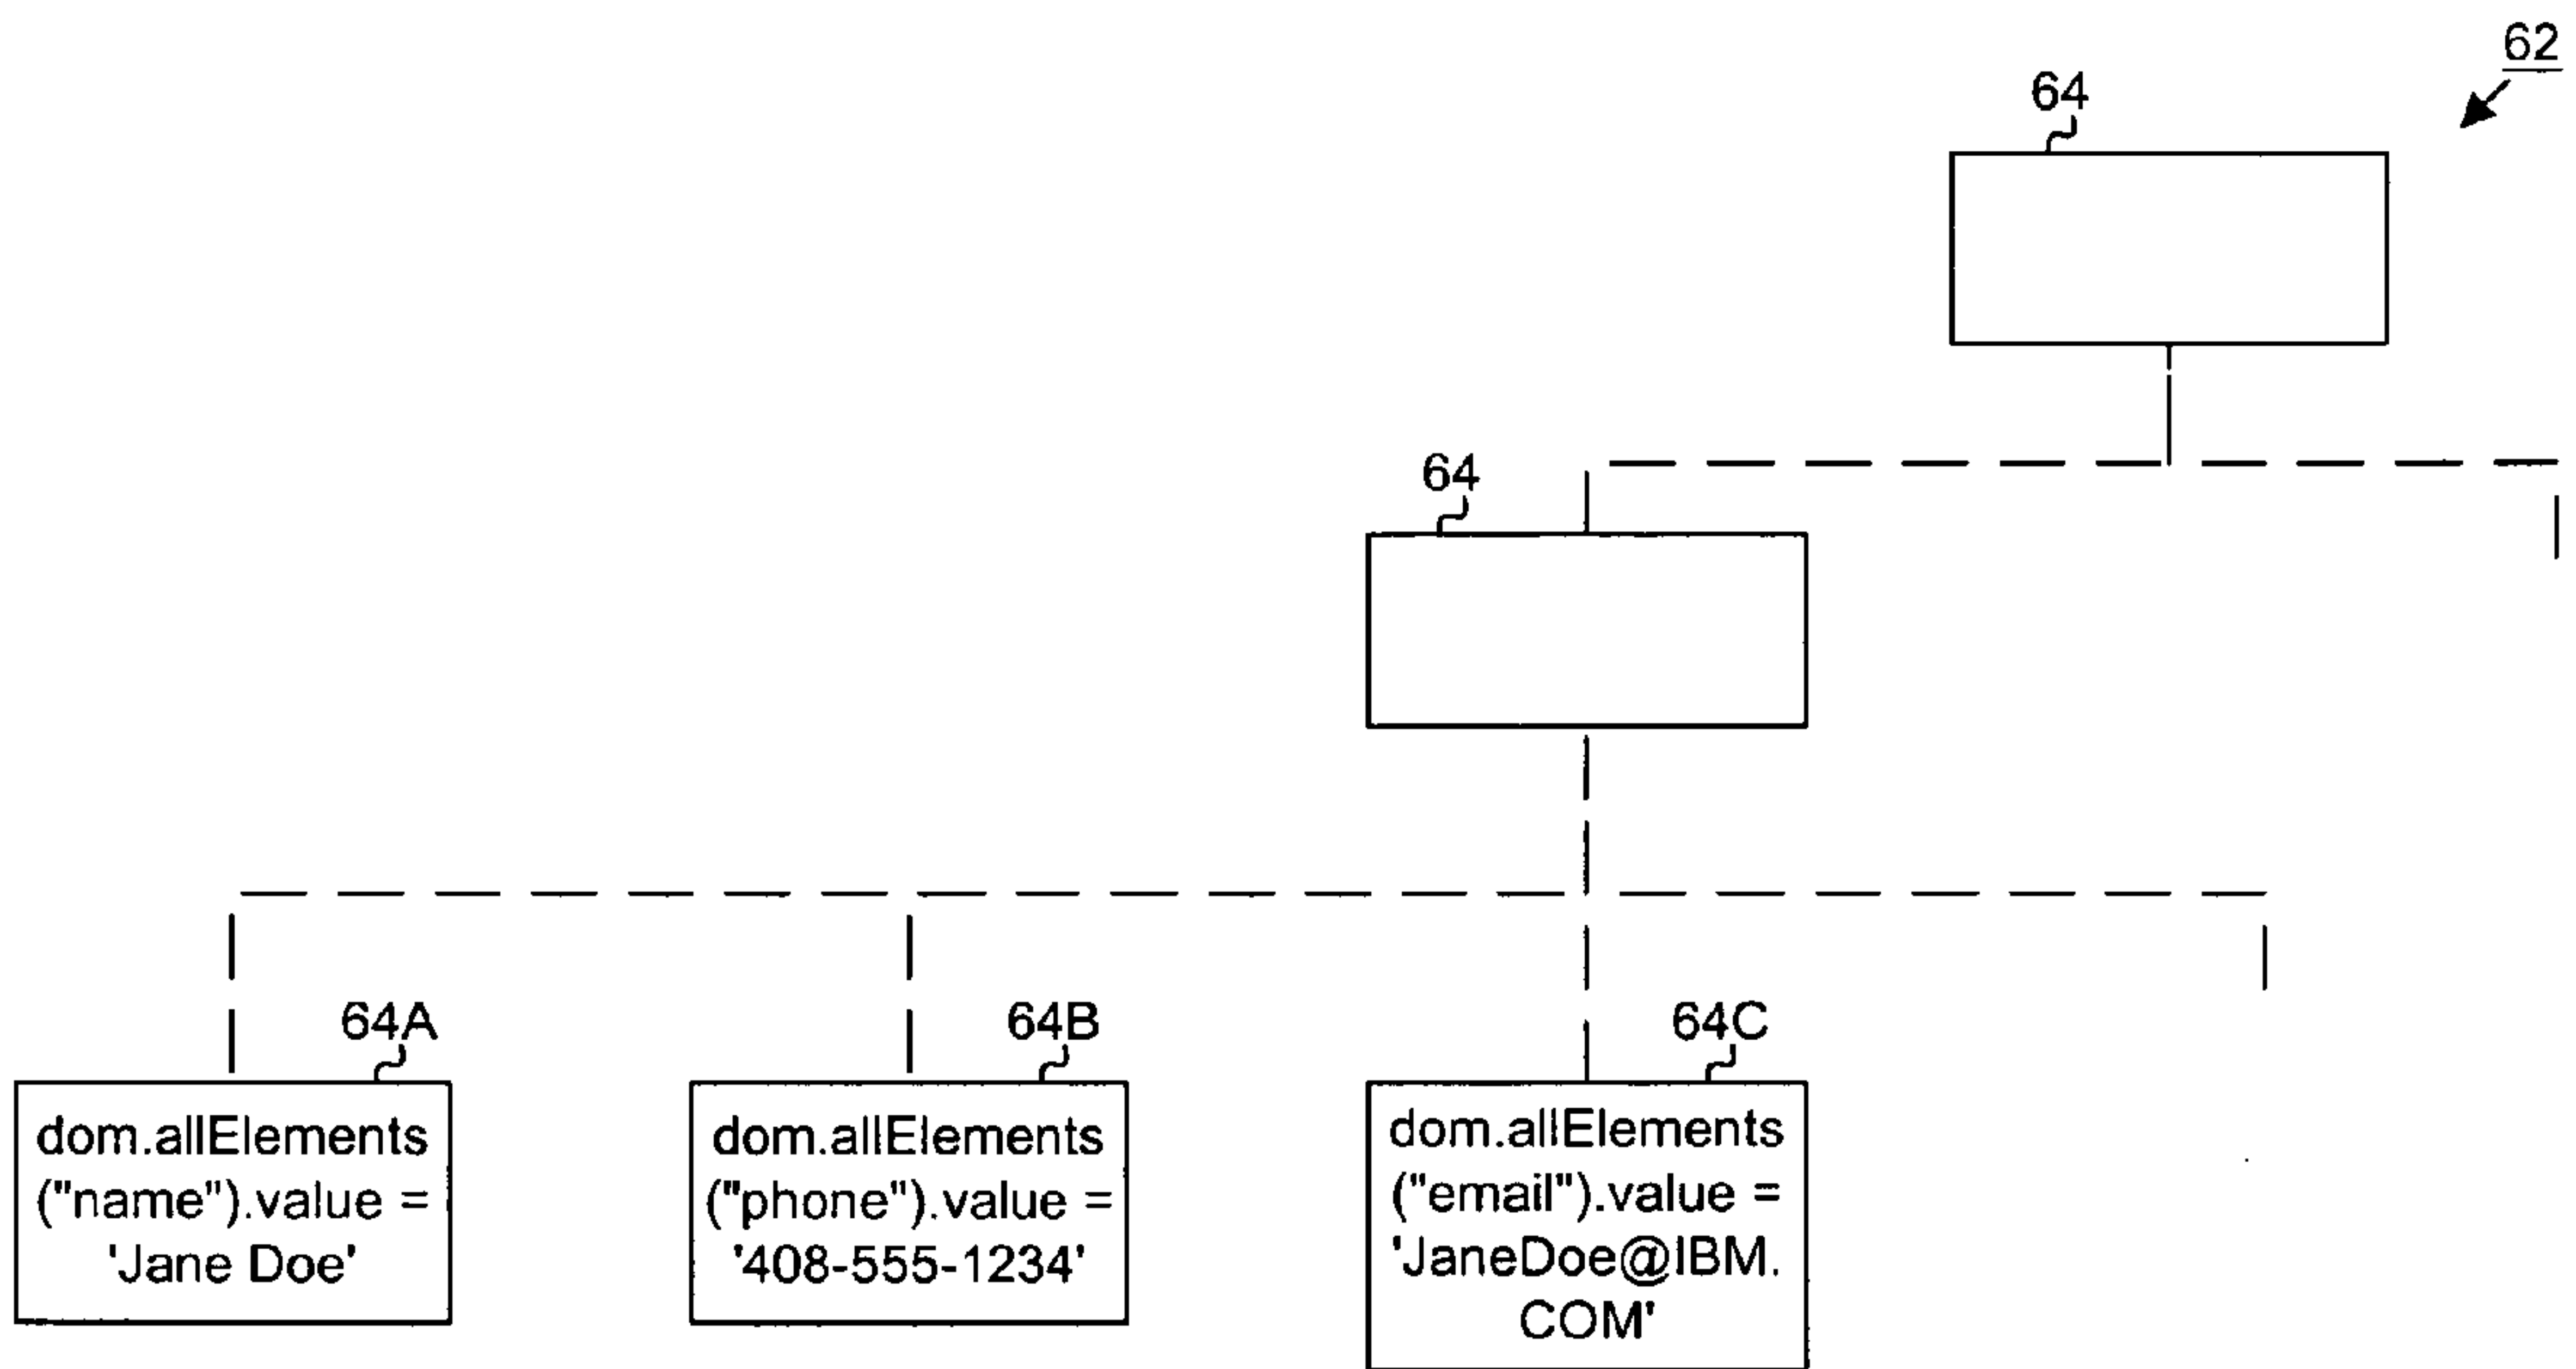 62
64
64
64A
64B
64C
dom.allElements
("name").value =
'Jane Doe'
dom.allElements
("phone").value =
'408-555-1234'
dom.allElements
("email").value =
'JaneDoe@IBM.
COM'